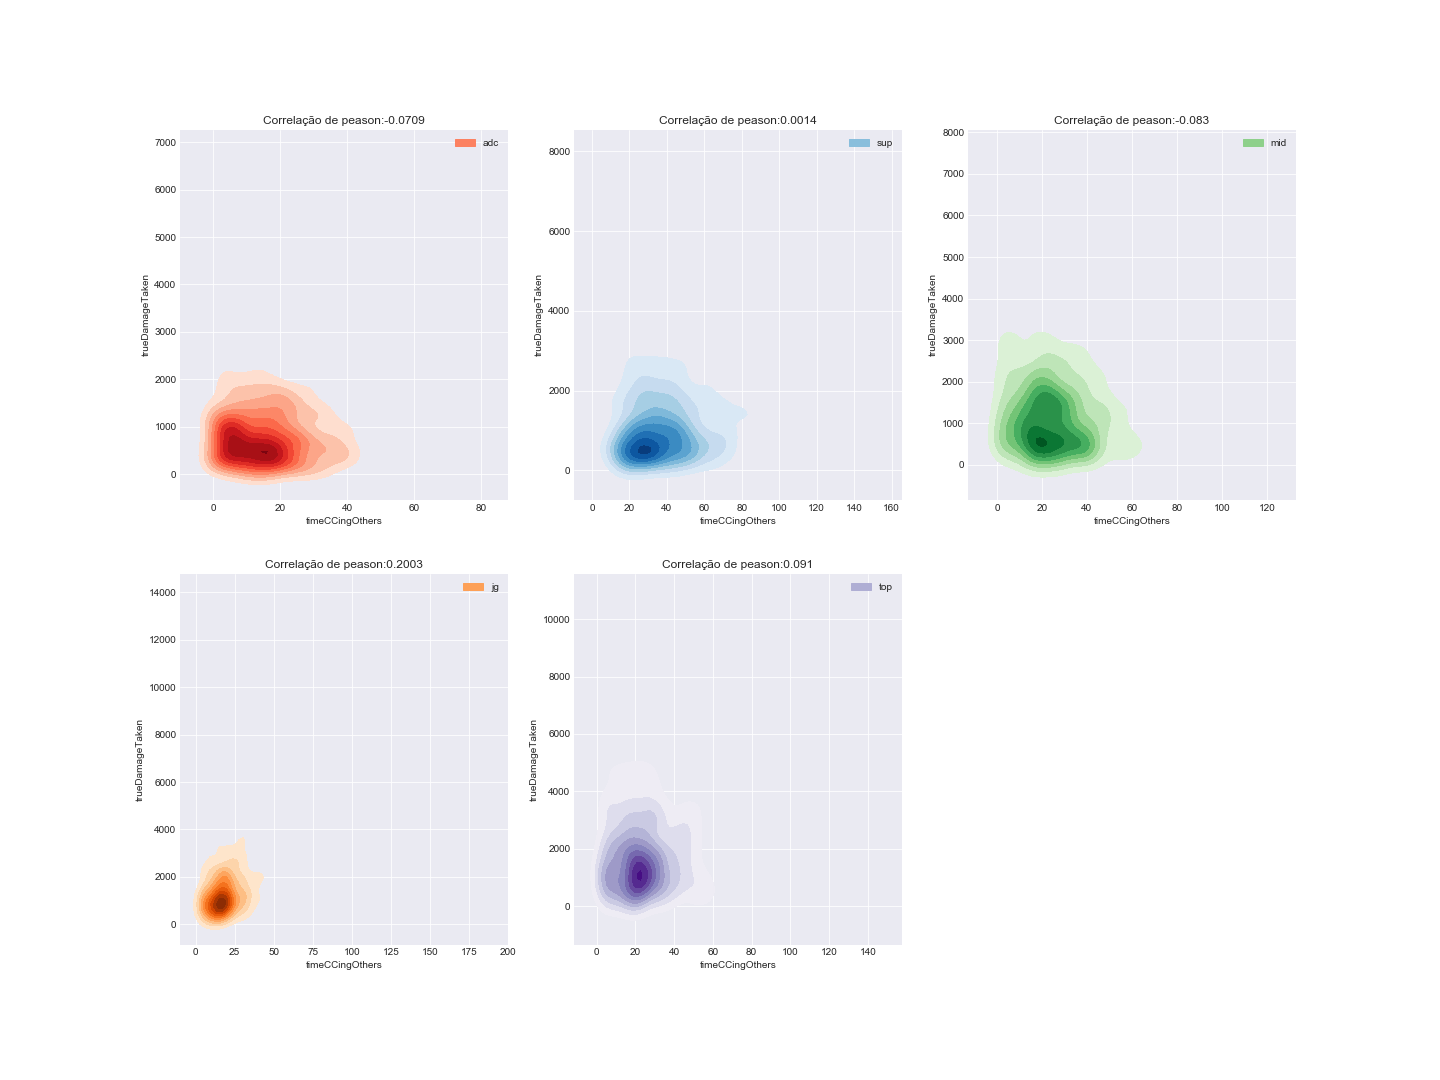 Correlação de peason:-0.0709
adc
7000
6000
5000
4000
3000
2000
1000
0
trueDamageTaken
0 20 40 60 80
timeCCingOthers
Correlação de peason:0.0014
sup
8000
6000
4000
2000
0
trueDamageTaken
0 20 40 60 80 100 120 140 160
timeCCingOthers
Correlação de peason:-0.083
mid
8000
7000
6000
5000
4000
3000
2000
1000
0
trueDamageTaken
0 20 40 60 80 100 120
timeCCingOthers
Correlação de peason:0.2003
jg
14000
12000
10000
8000
6000
4000
2000
0
trueDamageTaken
0 25 50 75 100 125 150 175 200
timeCCingOthers
Correlação de peason:0.091
top
10000
8000
6000
4000
2000
0
trueDamageTaken
0 20 40 60 80 100 120 140
timeCCingOthers